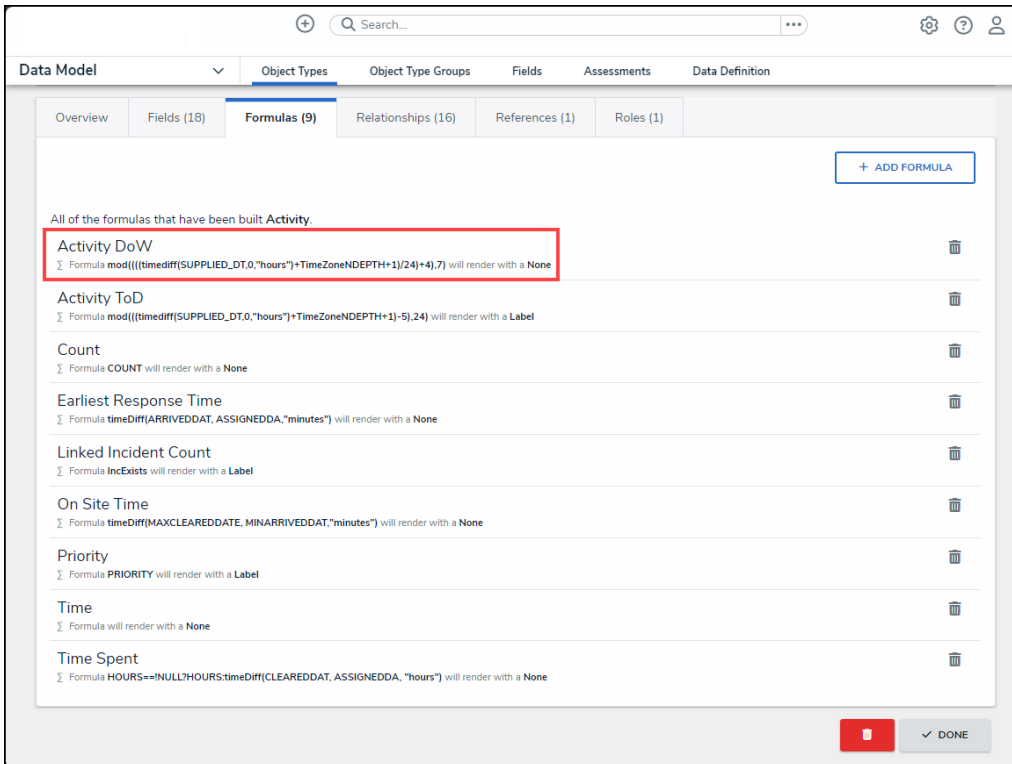 Search...
Data Model Object Types Object Type Groups Fields Assessments Data Definition
Overview Fields (18) Formulas (9) Relationships (16) References (1) Roles (1)
+ ADD FORMULA
All of the formulas that have been built Activity.
Activity DoW
∑ Formula mod((((timediff(SUPPLIED_DT,0,"hours")+TimeZoneNDEPTH+1)/24)+4),7) will render with a None
Activity ToD
∑ Formula mod(((timediff(SUPPLIED_DT,0,"hours")+TimeZoneNDEPTH+1)-5),24) will render with a Label
Count
∑ Formula COUNT will render with a None
Earliest Response Time
∑ Formula timeDiff(ARRIVEDDAT, ASSIGNEDDA,"minutes") will render with a None
Linked Incident Count
∑ Formula IncExists will render with a Label
On Site Time
∑ Formula timeDiff(MAXCLEAREDDATE, MINARRIVEDDAT,"minutes") will render with a None
Priority
∑ Formula PRIORITY will render with a Label
Time
∑ Formula will render with a None
Time Spent
∑ Formula HOURS==!NULL?HOURS:timeDiff(CLEAREDDAT, ASSIGNEDDA, "hours") will render with a None
DONE